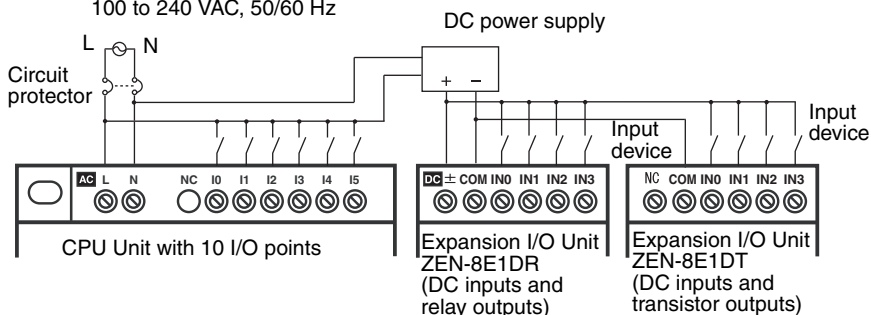 100 to 240 VAC, 50/60 Hz
DC power supply
L N
Circuit
protector
+ −
Input
device
Input
device
AC L N NC I0 I1 I2 I3 I4 I5
DC ± COM IN0 IN1 IN2 IN3
NC COM IN0 IN1 IN2 IN3
CPU Unit with 10 I/O points
Expansion I/O Unit
ZEN-8E1DR
(DC inputs and
relay outputs)
Expansion I/O Unit
ZEN-8E1DT
(DC inputs and
transistor outputs)